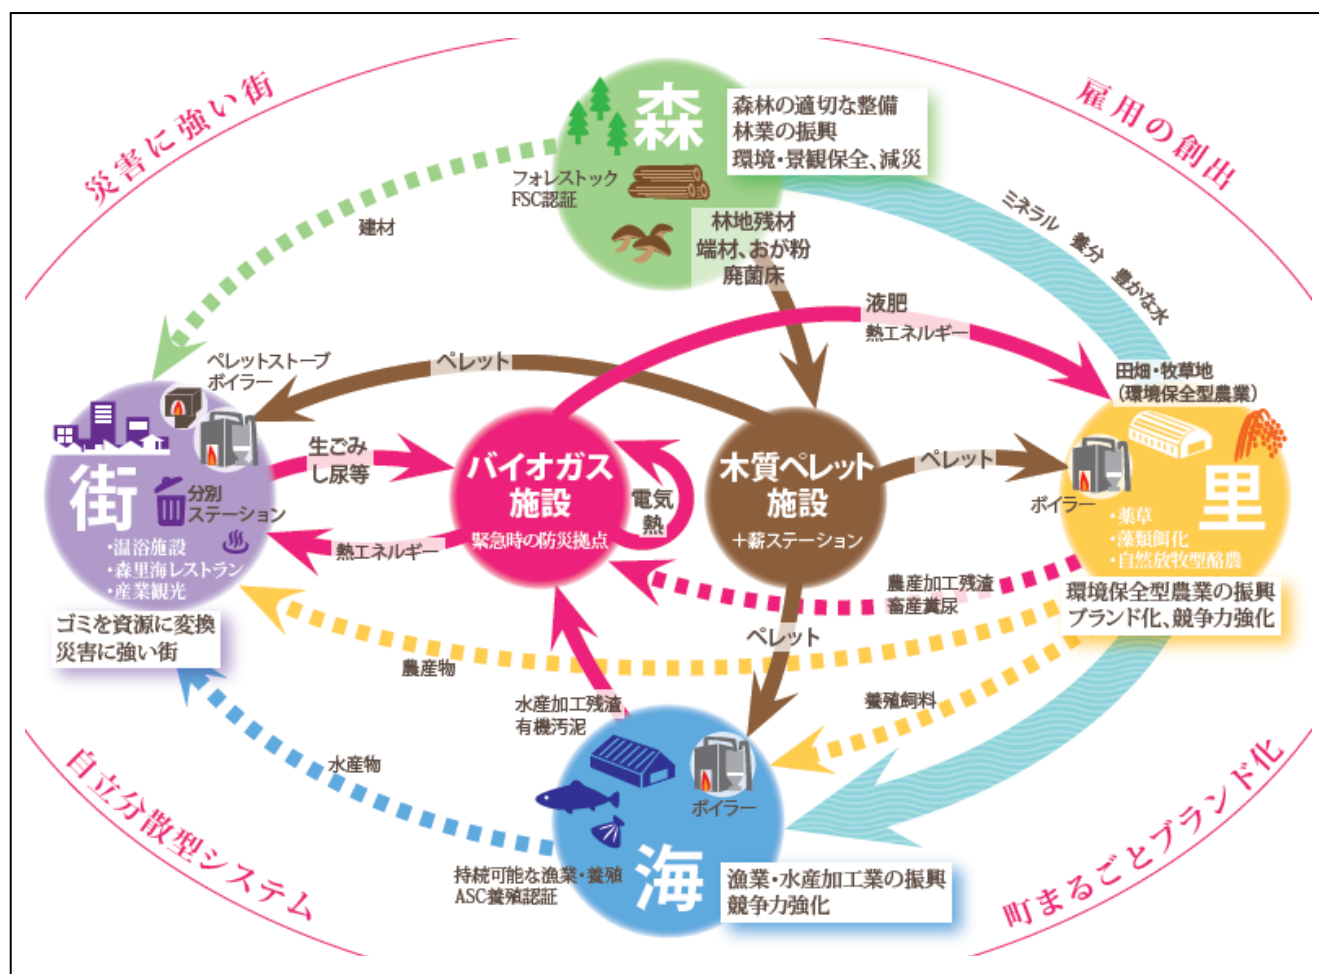 災害に強い街
雇用の創出
森
森林の適切な整備
林業の振興
環境・景観保全、減災
フォレストック
FSC認証
林地残材
端材、おが粉
廃菌床
建材
ミネラル 養分 豊かな水
液肥
熱エネルギー
ペレットストーブ
ボイラー
ペレット
田畑・牧草地
(環境保全型農業)
街
分別
ステーション
・温浴施設
・森里海レストラン
・産業観光
ゴミを資源に変換
災害に強い街
生ごみ
し尿等
熱エネルギー
バイオガス
施設
緊急時の防災拠点
電気
熱
木質ペレット
施設
+薪ステーション
ペレット
ボイラー
里
・薬草
・藻類餌化
・自然放牧型酪農
環境保全型農業の振興
ブランド化、競争力強化
農産加工残渣
畜産糞尿
ペレット
農産物
養殖飼料
水産加工残渣
有機汚泥
水産物
ボイラー
海
持続可能な漁業・養殖
ASC養殖認証
漁業・水産加工業の振興
競争力強化
自立分散型システム
町まるごとブランド化